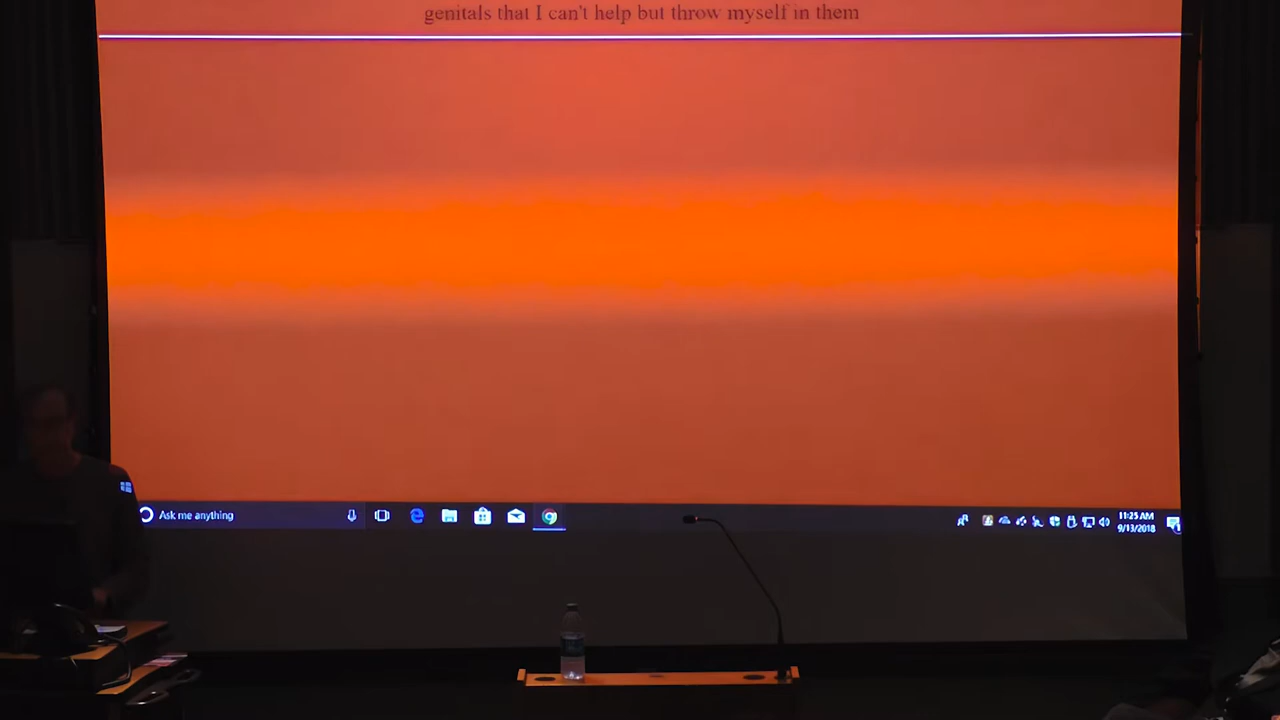 genitals that I can't help but throw myself in them
Ask me anything
11:25 AM
9/13/2018